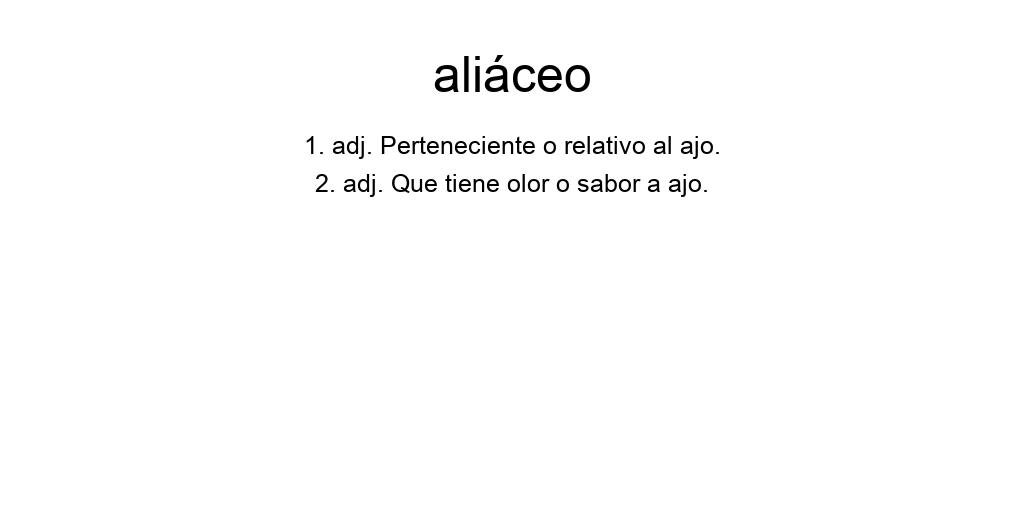 aliáceo
1. adj. Perteneciente o relativo al ajo.
2. adj. Que tiene olor o sabor a ajo.